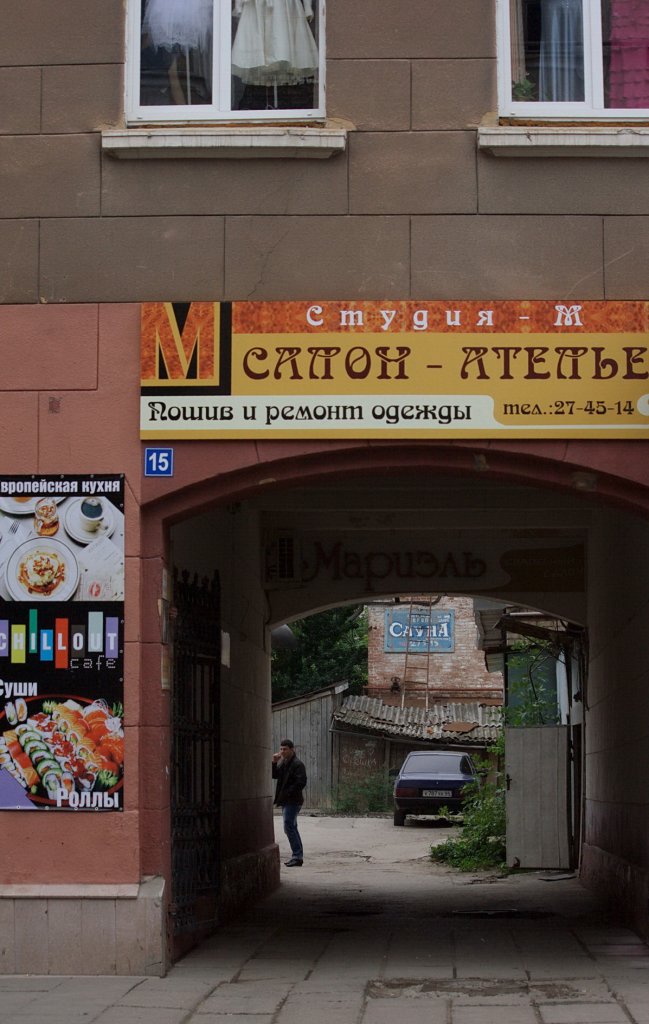 М
Студия - М
САЛОН - АТЕЛЬЕ
Пошив и ремонт одежды
тел.:27-45-14
15
вропейская кухня
CHILLOUT
cafe
Суши
Роллы
Мариэль
САУНА